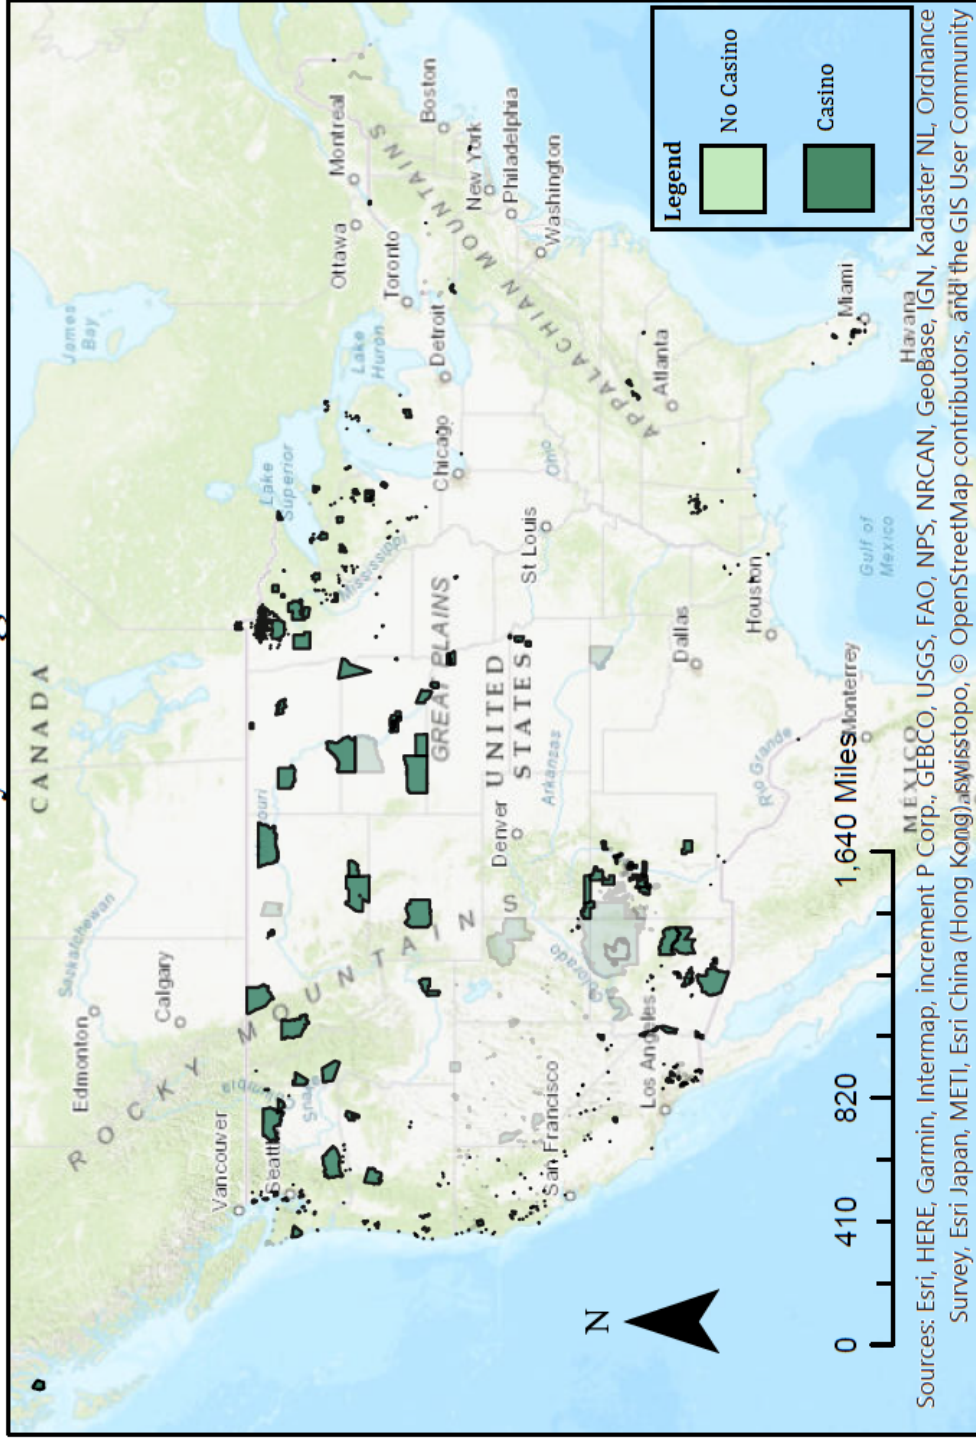 CANADA
James
Bay
Edmonton
Saskatchewan
Calgary
ROCKY MOUNTAINS
Vancouver
Columbia
Seattl
Snake
ouri
Lake
Superior
Lake
Huron
Ottawa
Montreal
Toronto
Detroit
Boston
New York
Philadelphia
Washington
APPALACHIAN MOUNTAINS
Chicago
Mississippi
GREAT PLAINS
UNITED
STATES
Denver
St Louis
Ohio
Arkansas
Colorado
San Francisco
Los Angeles
Atlanta
Dallas
Houston
Rio Grande
Monterrey
MEXICO
Gulf of
Mexico
Miami
Havana
Legend
No Casino
Casino
N
0 410 820 1,640 Miles
Sources: Esri, HERE, Garmin, Intermap, increment P Corp., GEBCO, USGS, FAO, NPS, NRCAN, GeoBase, IGN, Kadaster NL, Ordnance
Survey, Esri Japan, METI, Esri China (Hong Kong), swisstopo, © OpenStreetMap contributors, and the GIS User Community